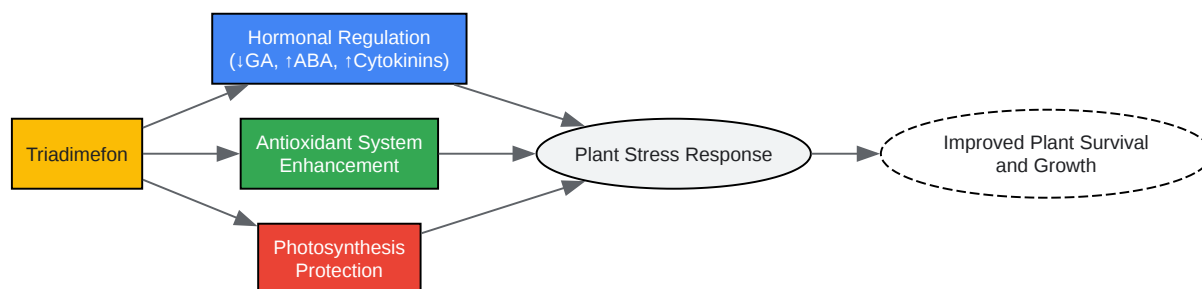 Hormonal Regulation
(↓GA, ↑ABA, ↑Cytokinins)
Triadimefon
Antioxidant System
Enhancement
Photosynthesis
Protection
Plant Stress Response
Improved Plant Survival
and Growth